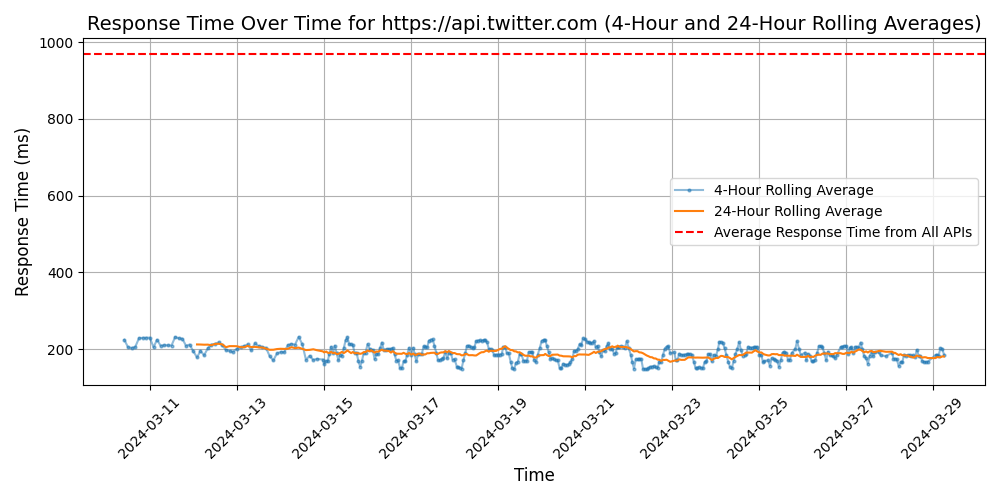 Response Time Over Time for https://api.twitter.com (4-Hour and 24-Hour Rolling Averages)
Response Time (ms)
1000
800
600
400
200
4-Hour Rolling Average
24-Hour Rolling Average
Average Response Time from All APIs
2024-03-11
2024-03-13
2024-03-15
2024-03-17
2024-03-19
2024-03-21
2024-03-23
2024-03-25
2024-03-27
2024-03-29
Time